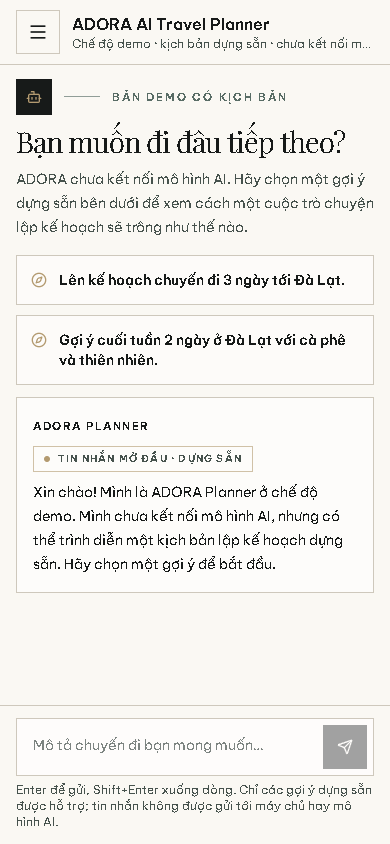 ADORA AI Travel Planner
Chế độ demo · kịch bản dựng sẵn · chưa kết nối m...
BẢN DEMO CÓ KỊCH BẢN
Bạn muốn đi đâu tiếp theo?
ADORA chưa kết nối mô hình AI. Hãy chọn một gợi ý
dựng sẵn bên dưới để xem cách một cuộc trò chuyện
lập kế hoạch sẽ trông như thế nào.
Lên kế hoạch chuyến đi 3 ngày tới Đà Lạt.
Gợi ý cuối tuần 2 ngày ở Đà Lạt với cà phê
và thiên nhiên.
ADORA PLANNER
TIN NHẮN MỞ ĐẦU · DỰNG SẴN
Xin chào! Mình là ADORA Planner ở chế độ
demo. Mình chưa kết nối mô hình AI, nhưng có
thể trình diễn một kịch bản lập kế hoạch dựng
sẵn. Hãy chọn một gợi ý để bắt đầu.
Mô tả chuyến đi bạn mong muốn...
Enter để gửi, Shift+Enter xuống dòng. Chỉ các gợi ý dựng sẵn
được hỗ trợ; tin nhắn không được gửi tới máy chủ hay mô
hình AI.